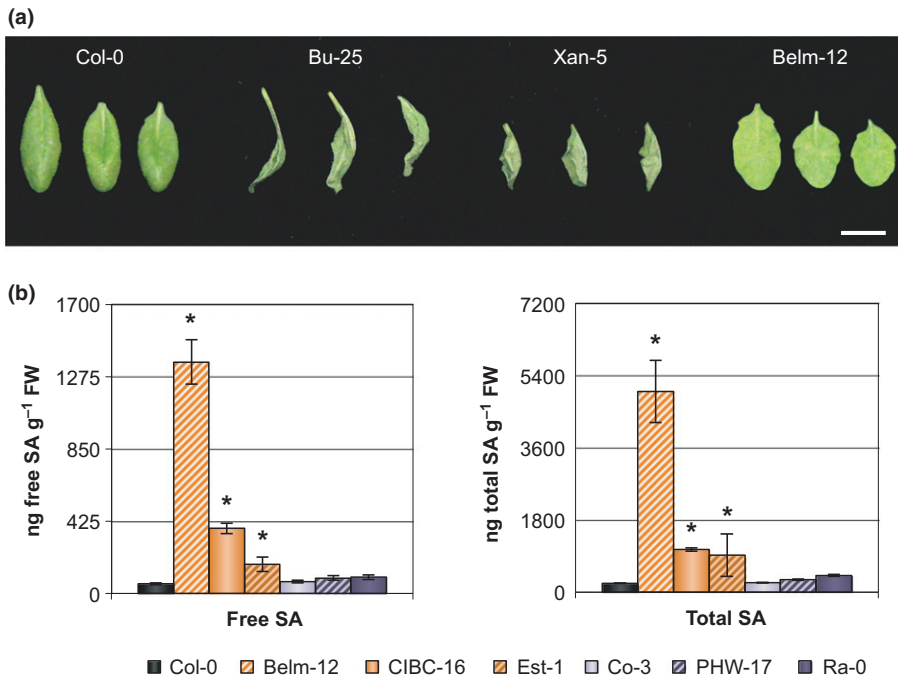 (a)
Col-0 Bu-25 Xan-5 Belm-12
(b)
1700
1275
850
425
0
ng free SA g⁻¹ FW
* * *
Free SA
7200
5400
3600
1800
0
ng total SA g⁻¹ FW
* * *
Total SA
Col-0 Belm-12 CIBC-16 Est-1 Co-3 PHW-17 Ra-0